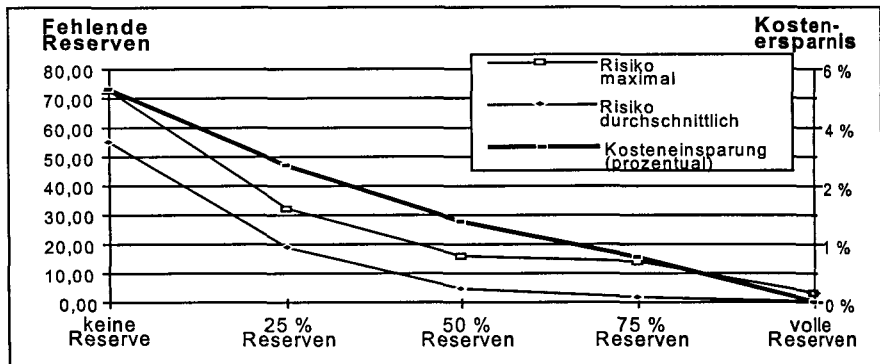 Fehlende
Reserven
Kosten-
ersparnis
80,00
70,00
60,00
50,00
40,00
30,00
20,00
10,00
0,00
6 %
4 %
2 %
1 %
0 %
Risiko
maximal
Risiko
durchschnittlich
Kosteneinsparung
(prozentual)
keine
Reserve
25 %
Reserven
50 %
Reserven
75 %
Reserven
volle
Reserven